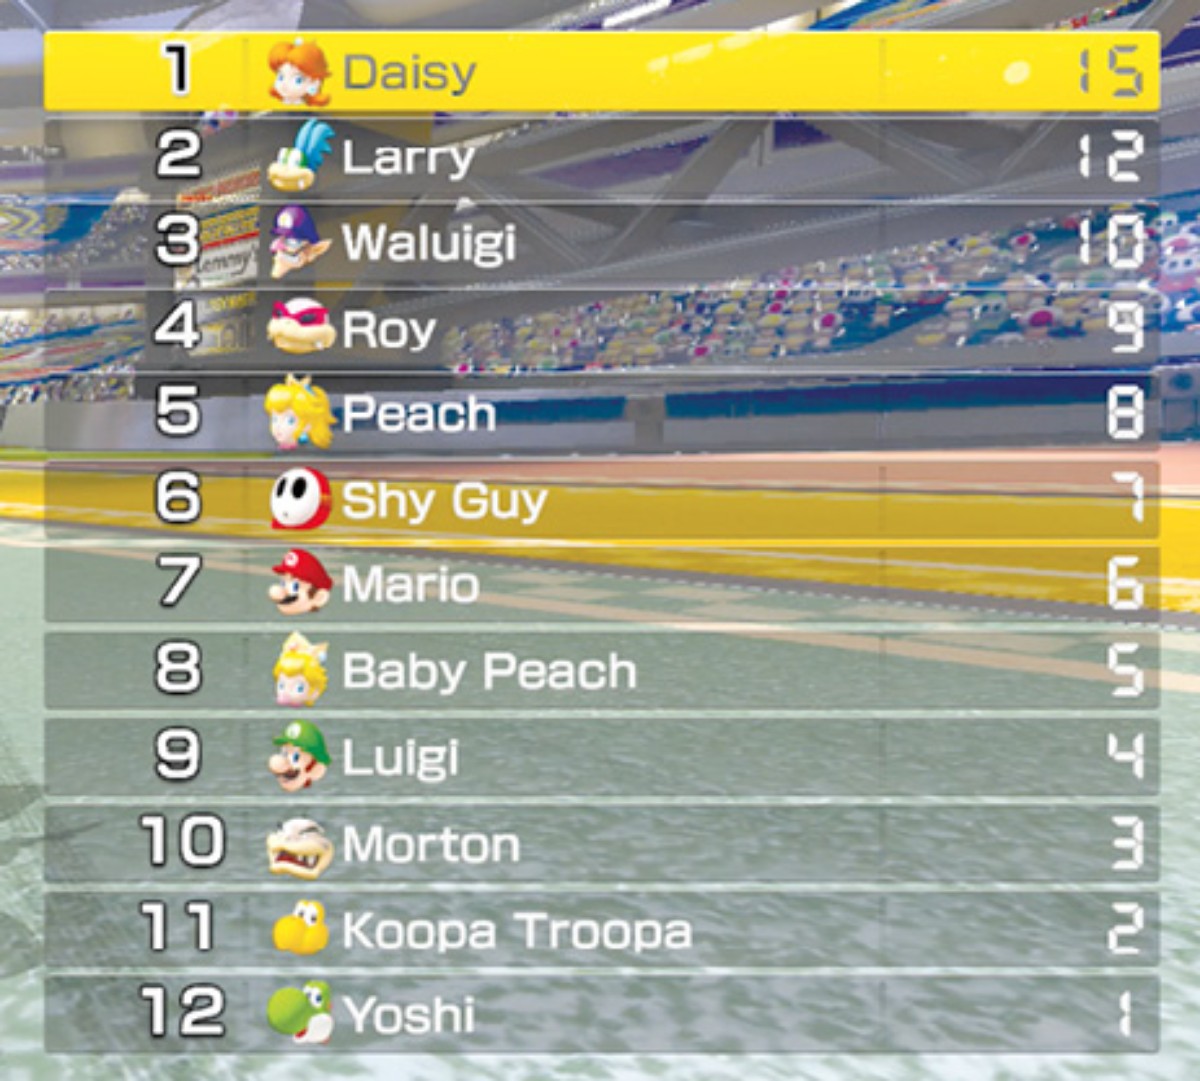 1 Daisy 15
2 Larry 12
3 Waluigi 10
4 Roy 9
5 Peach 8
6 Shy Guy 7
7 Mario 6
8 Baby Peach 5
9 Luigi 4
10 Morton 3
11 Koopa Troopa 2
12 Yoshi 1